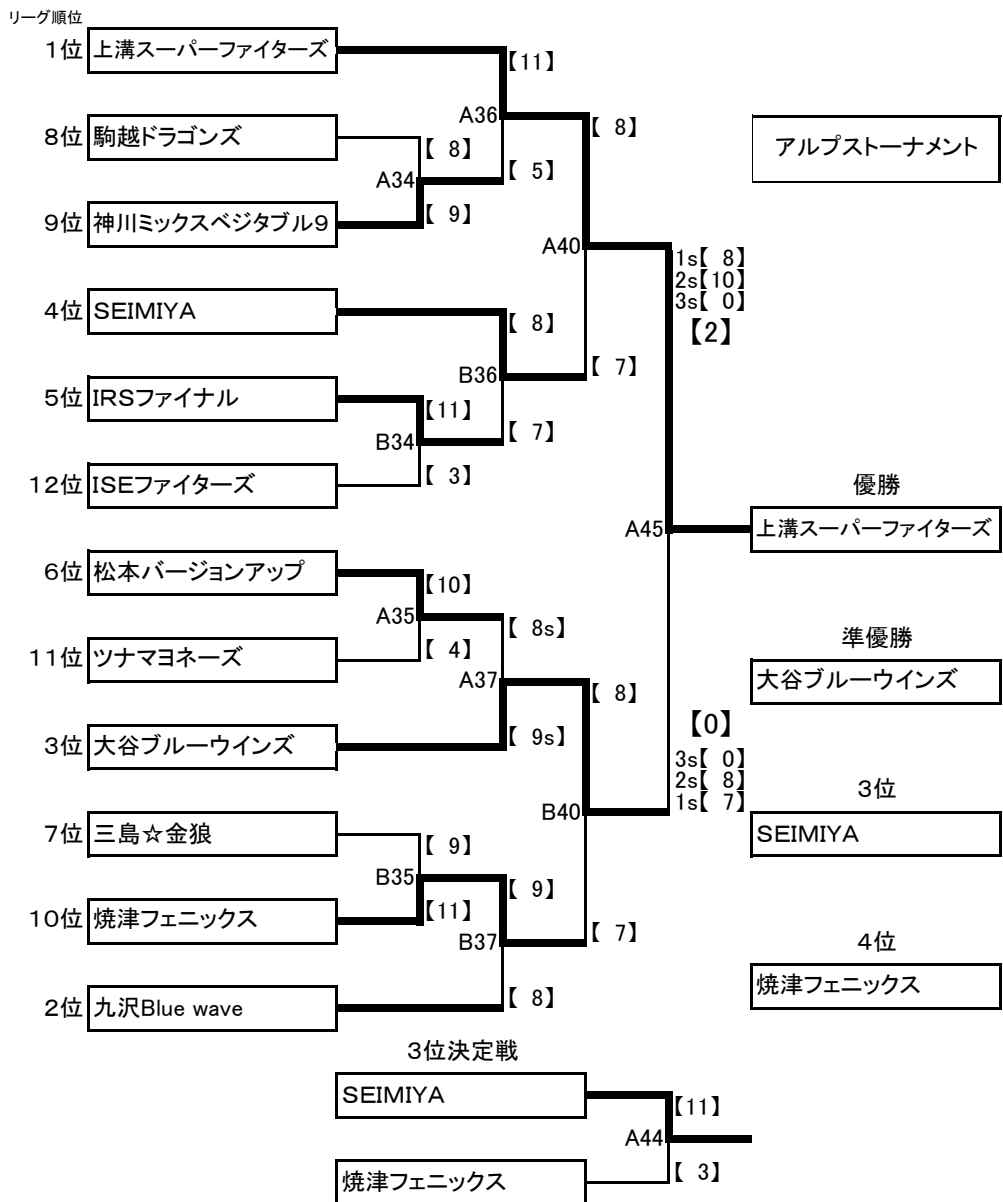 リーグ順位
1位 上溝スーパーファイターズ
【11】
A36
8位 駒越ドラゴンズ
【 8】
【 8】
アルプストーナメント
A34
【 5】
9位 神川ミックスベジタブル9
【 9】
A40
1s【 8】
2s【10】
3s【 0】
【2】
4位 SEIMIYA
【 8】
B36
【 7】
5位 IRSファイナル
【11】
B34
【 7】
12位 ISEファイターズ
【 3】
優勝
A45
上溝スーパーファイターズ
6位 松本バージョンアップ
【10】
A35
【 8s】
11位 ツナマヨネーズ
【 4】
準優勝
A37
【 8】
大谷ブルーウインズ
3位 大谷ブルーウインズ
【 9s】
【0】
3s【 0】
2s【 8】
1s【 7】
B40
3位
SEIMIYA
7位 三島☆金狼
【 9】
B35
【 9】
10位 焼津フェニックス
【11】
B37
【 7】
4位
焼津フェニックス
2位 九沢Blue wave
【 8】
3位決定戦
SEIMIYA
【11】
A44
焼津フェニックス
【 3】